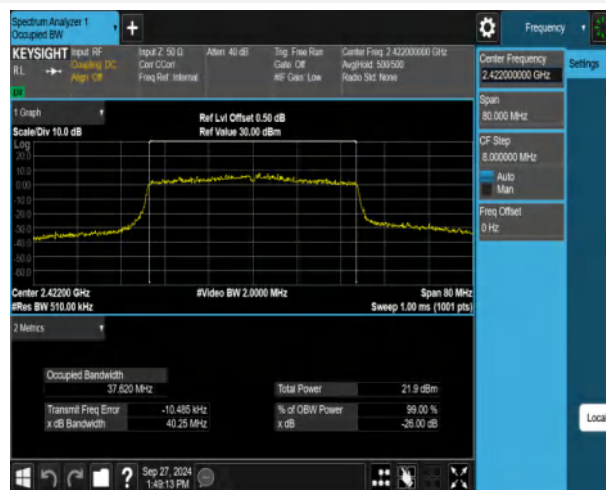 Spectrum Analyzer 1
Occupied BW
Frequency
KEYSIGHT
Input: RF
Coupling: DC
Align: Off
RL
Input Z: 50 Ω
Corr CCorr
Freq Ref: Internal
Atten: 40 dB
Trig: Free Run
Gate: Off
#IF Gain: Low
Center Freq: 2.422000000 GHz
Avg|Hold: 500/500
Radio Std: None
Center Frequency
2.422000000 GHz
Settings
Span
80.000 MHz
CF Step
8.000000 MHz
Auto
Man
Freq Offset
0 Hz
1 Graph
Scale/Div 10.0 dB
Ref Lvl Offset 0.50 dB
Ref Value 30.00 dBm
Log
20.0
10.0
0.00
-10.0
-20.0
-30.0
-40.0
-50.0
-60.0
Center 2.42200 GHz
#Res BW 510.00 kHz
#Video BW 2.0000 MHz
Span 80 MHz
Sweep 1.00 ms (1001 pts)
2 Metrics
Occupied Bandwidth
37.620 MHz
Total Power
21.9 dBm
Transmit Freq Error
-10.485 kHz
% of OBW Power
99.00 %
x dB Bandwidth
40.25 MHz
x dB
-26.00 dB
Local
Sep 27, 2024
1:49:13 PM